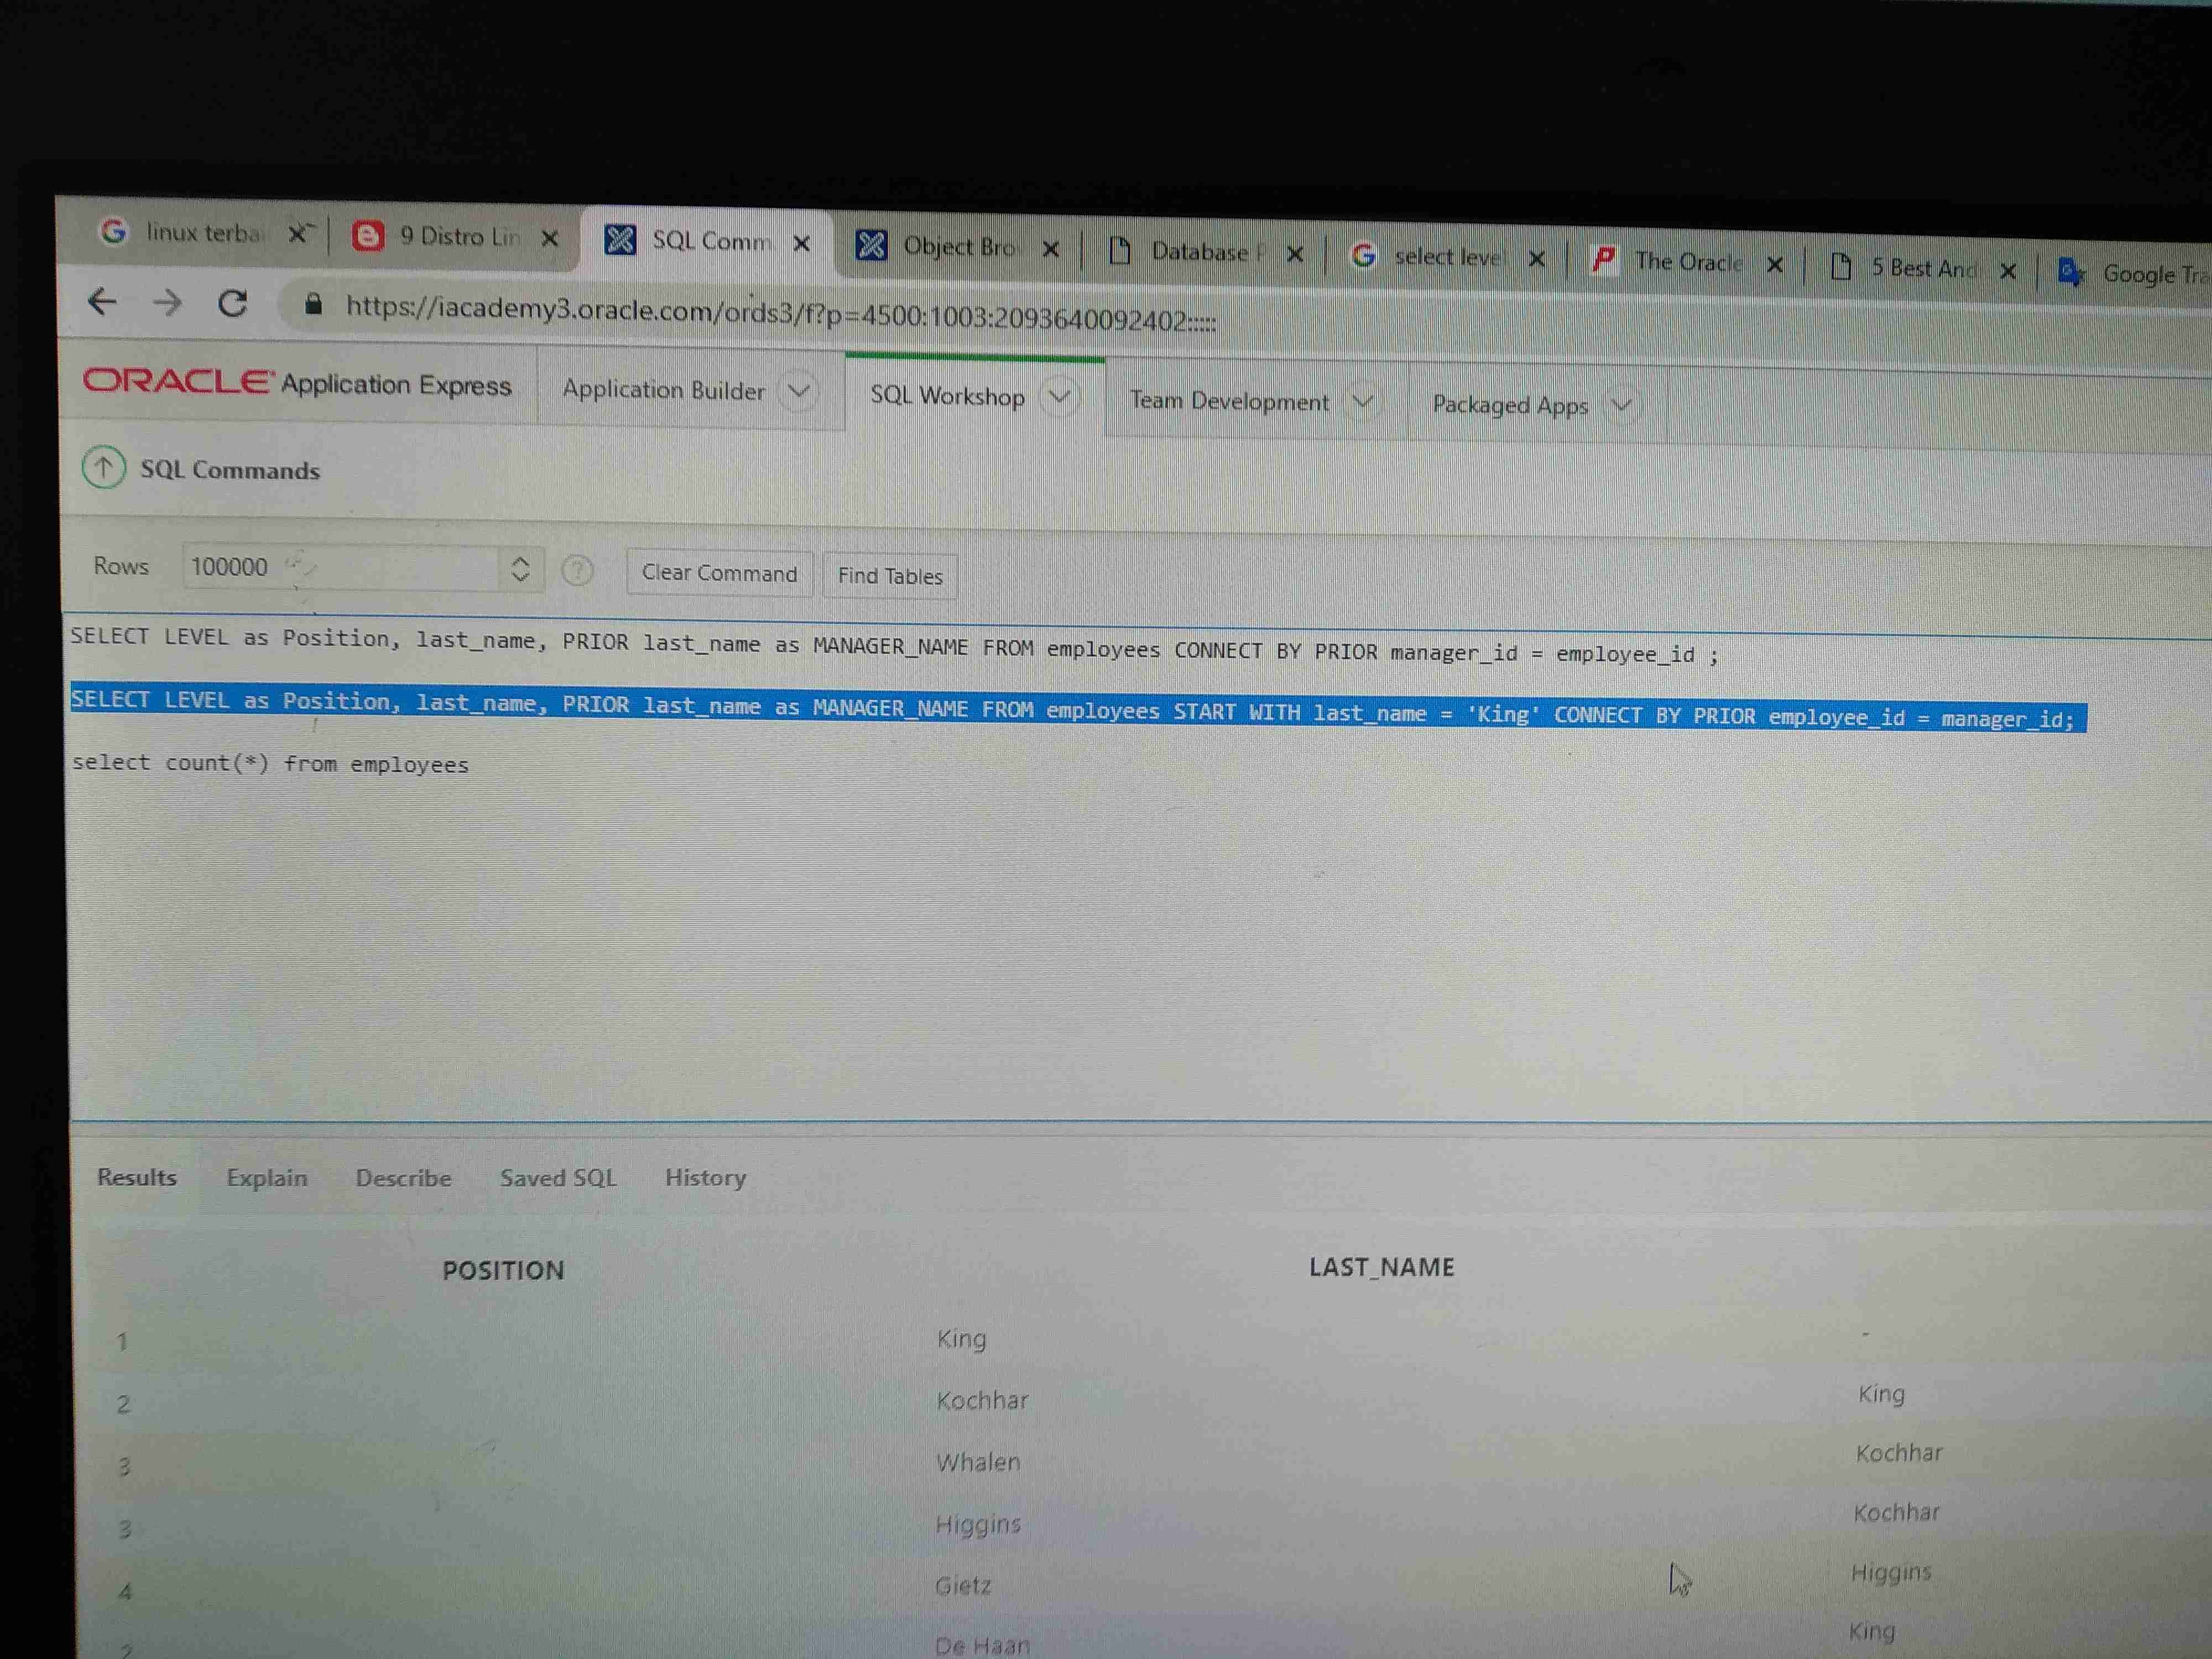 linux terba
9 Distro Lin
SQL Comm
Object Bro
Database P
select level
The Oracle
5 Best And
Google Tra
https://iacademy3.oracle.com/ords3/f?p=4500:1003:2093640092402:::::
ORACLE Application Express
Application Builder
SQL Workshop
Team Development
Packaged Apps
SQL Commands
Rows 100000 ? Clear Command Find Tables
SELECT LEVEL as Position, last_name, PRIOR last_name as MANAGER_NAME FROM employees CONNECT BY PRIOR manager_id = employee_id ;
SELECT LEVEL as Position, last_name, PRIOR last_name as MANAGER_NAME FROM employees START WITH last_name = 'King' CONNECT BY PRIOR employee_id = manager_id;
select count(*) from employees
Results Explain Describe Saved SQL History
POSITION LAST_NAME
1 King -
2 Kochhar King
3 Whalen Kochhar
3 Higgins Kochhar
4 Gietz Higgins
2 De Haan King